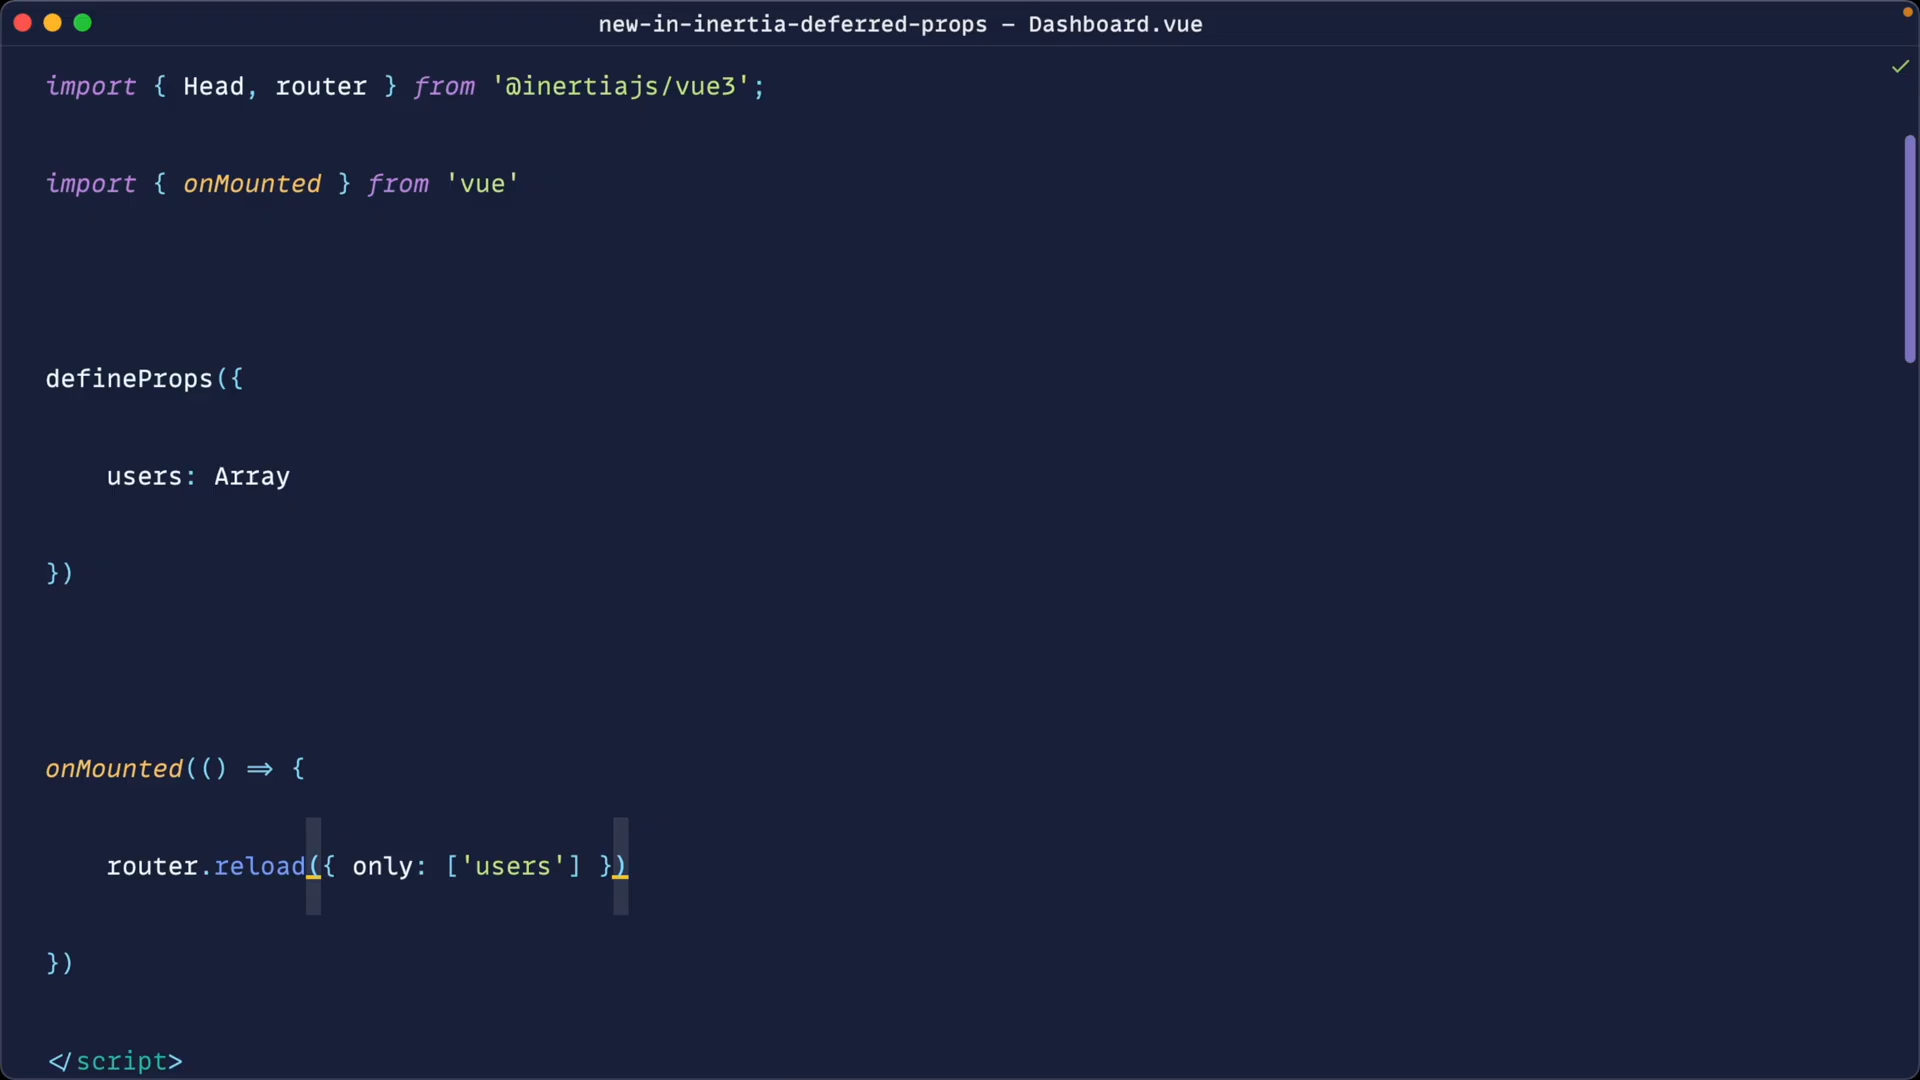 new-in-inertia-deferred-props – Dashboard.vue
import { Head, router } from '@inertiajs/vue3';
import { onMounted } from 'vue'
defineProps({
    users: Array
})
onMounted(() => {
    router.reload({ only: ['users'] })
})
</script>